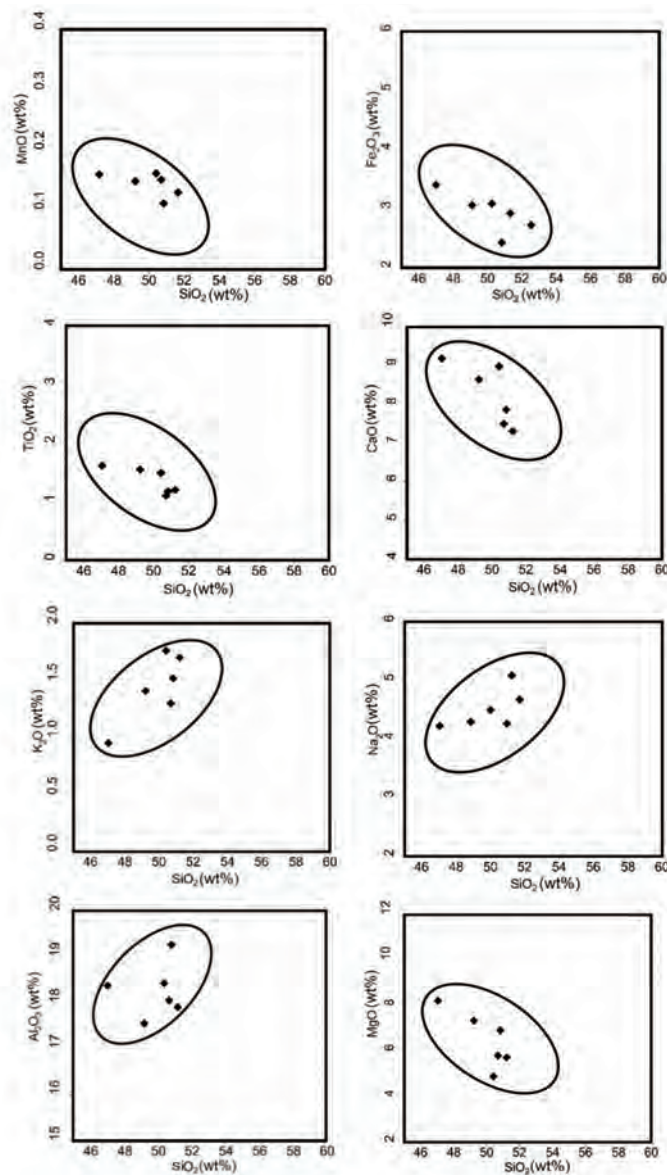 MnO (wt%)
0.4
0.3
0.2
0.1
0.0
46 48 50 52 54 56 58 60
SiO₂ (wt%)
Fe₂O₃ (wt%)
6
5
4
3
2
46 48 50 52 54 56 58 60
SiO₂ (wt%)
TiO₂ (wt%)
4
3
2
1
0
46 48 50 52 54 56 58 60
SiO₂ (wt%)
CaO (wt%)
10
9
8
7
6
5
4
46 48 50 52 54 56 58 60
SiO₂ (wt%)
K₂O (wt%)
2.0
1.5
1.0
0.5
0.0
46 48 50 52 54 56 58 60
SiO₂ (wt%)
Na₂O (wt%)
6
5
4
3
2
46 48 50 52 54 56 58 60
SiO₂ (wt%)
Al₂O₃ (wt%)
20
19
18
17
16
15
46 48 50 52 54 56 58 60
SiO₂ (wt%)
MgO (wt%)
12
10
8
6
4
2
46 48 50 52 54 56 58 60
SiO₂ (wt%)